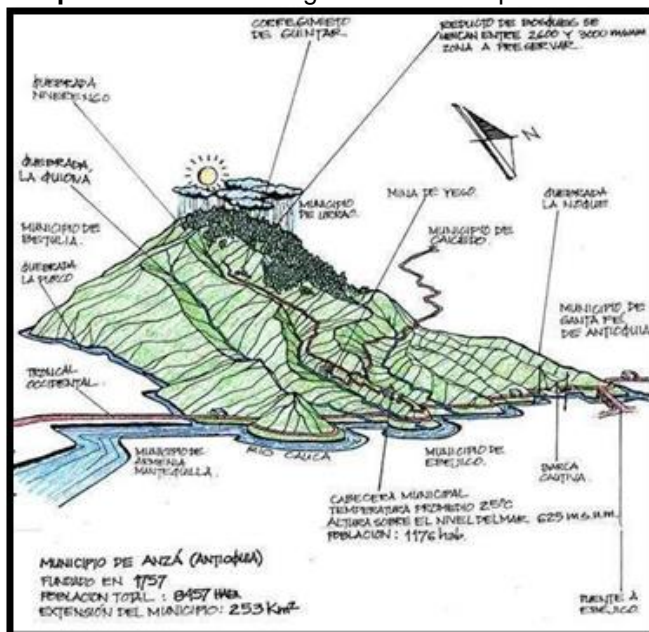 CORREGIMIENTO
DE GUINTAR.
REDUCTO DE BOSQUES SE
UBICAN ENTRE 2600 Y 3000 msnm
ZONA A PRESERVAR.
QUEBRADA
NIVERENGO
N
QUEBRADA,
LA QUIONA
MUNICIPIO
DE URRAO.
MINA DE YESO.
QUEBRADA
LA NOQUE
MUNICIPIO DE
BETULIA.
MUNICIPIO DE
CAICEDO.
QUEBRADA
LA PURCO
MUNICIPIO, DE
SANTA FE,
DE ANTIOQUIA
TRONCAL
OCCIDENTAL.
MUNICIPIO DE
ARMENIA
MANTEQUILLA.
RIO CAUCA
MUNICIPIO DE
EBEJICO.
BARCA
CAUTIVA.
CABECERA MUNICIPAL
TEMPERATURA PROMEDIO 25°C
ALTURA SOBRE EL NIVEL DEL MAR 625 m.s.n.m.
POBLACION : 1176 hab.
MUNICIPIO DE ANZÁ (ANTIOQUIA)
FUNDADO EN 1757
POBLACION TOTAL : 8457 HAB.
EXTENSIÓN DEL MUNICIPIO: 253 Km²
PUENTE A
EBEJICO.